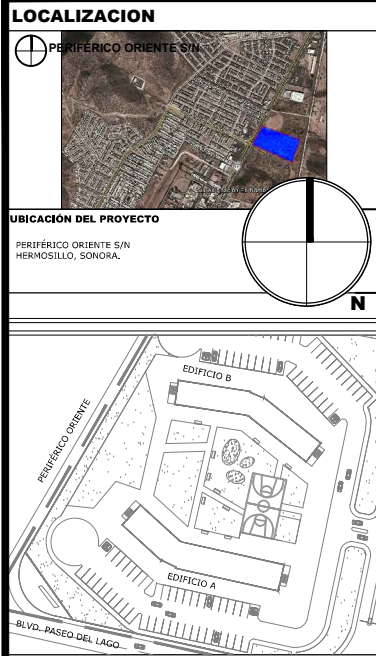 LOCALIZACION
PERIFÉRICO ORIENTE S/N
UBICACIÓN DEL PROYECTO
PERIFÉRICO ORIENTE S/N
HERMOSILLO, SONORA.
N
EDIFICIO B
PERIFÉRICO ORIENTE
EDIFICIO A
BLVD. PASEO DEL LAGO